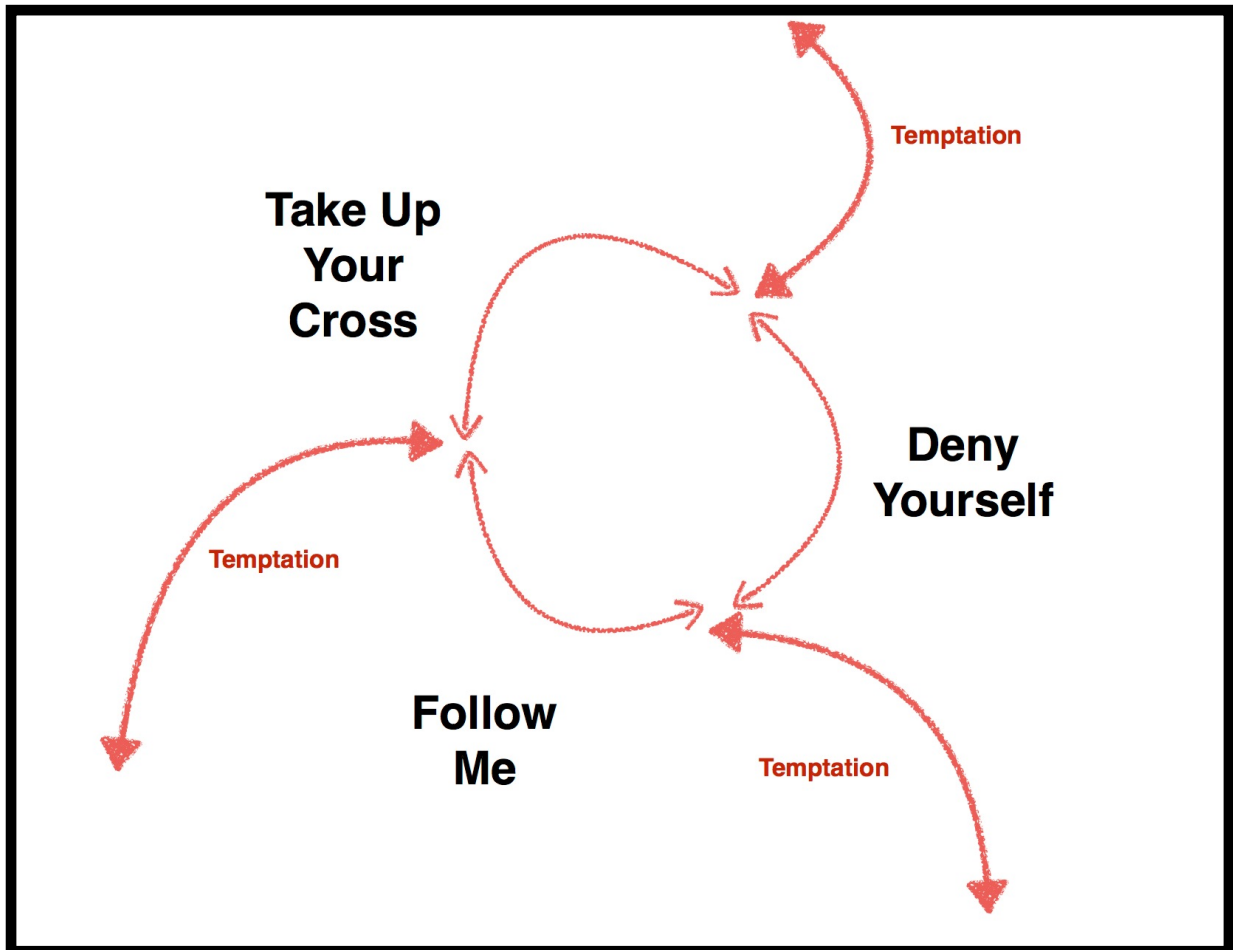 Temptation
Take Up
Your
Cross
Deny
Yourself
Temptation
Follow
Me
Temptation